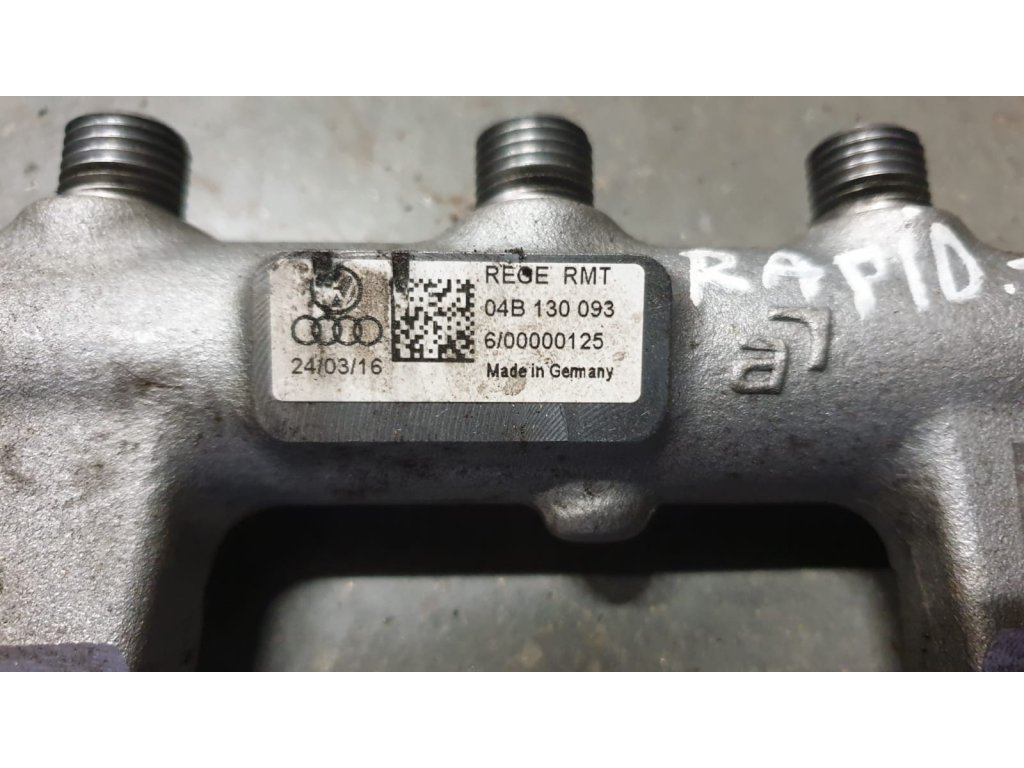 REGE RMT
04B 130 093
6/00000125
24/03/16
Made in Germany
RAPID
a